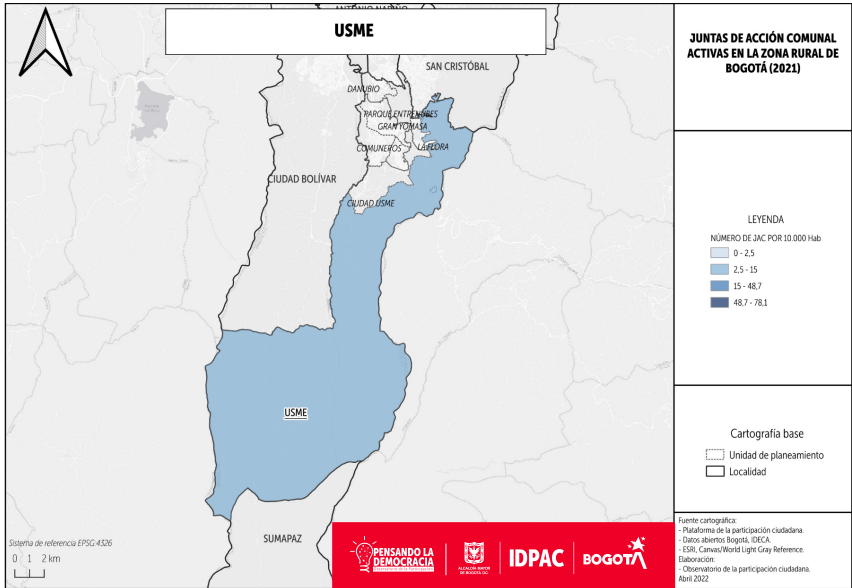 ANTONIO NARIÑO
USME
SAN CRISTÓBAL
DANUBIO
PARQUE ENTRENUBES
GRAN YOMASA
COMUNEROS
LA FLORA
CIUDAD BOLÍVAR
CIUDAD USME
USME
SUMAPAZ
Sistema de referencia EPSG:4326
0 1 2 km
JUNTAS DE ACCIÓN COMUNAL
ACTIVAS EN LA ZONA RURAL DE
BOGOTÁ (2021)
LEYENDA
NÚMERO DE JAC POR 10.000 Hab
0 - 2,5
2,5 - 15
15 - 48,7
48,7 - 78,1
Cartografía base
Unidad de planeamiento
Localidad
Fuente cartográfica:
- Plataforma de la participación ciudadana.
- Datos abiertos Bogotá, IDECA.
- ESRI, Canvas/World Light Gray Reference.
Elaboración:
- Observatorio de la participación ciudadana.
Abril 2022
PENSANDO LA
DEMOCRACIA
ALCALDÍA MAYOR
DE BOGOTÁ D.C.
IDPAC
BOGOTÁ